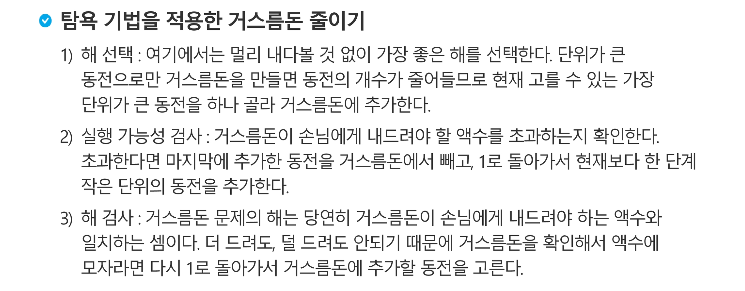 탐욕 기법을 적용한 거스름돈 줄이기
1) 해 선택 : 여기에서는 멀리 내다볼 것 없이 가장 좋은 해를 선택한다. 단위가 큰
동전으로만 거스름돈을 만들면 동전의 개수가 줄어들므로 현재 고를 수 있는 가장
단위가 큰 동전을 하나 골라 거스름돈에 추가한다.
2) 실행 가능성 검사 : 거스름돈이 손님에게 내드려야 할 액수를 초과하는지 확인한다.
초과한다면 마지막에 추가한 동전을 거스름돈에서 빼고, 1로 돌아가서 현재보다 한 단계
작은 단위의 동전을 추가한다.
3) 해 검사 : 거스름돈 문제의 해는 당연히 거스름돈이 손님에게 내드려야 하는 액수와
일치하는 셈이다. 더 드려도, 덜 드려도 안되기 때문에 거스름돈을 확인해서 액수에
모자라면 다시 1로 돌아가서 거스름돈에 추가할 동전을 고른다.